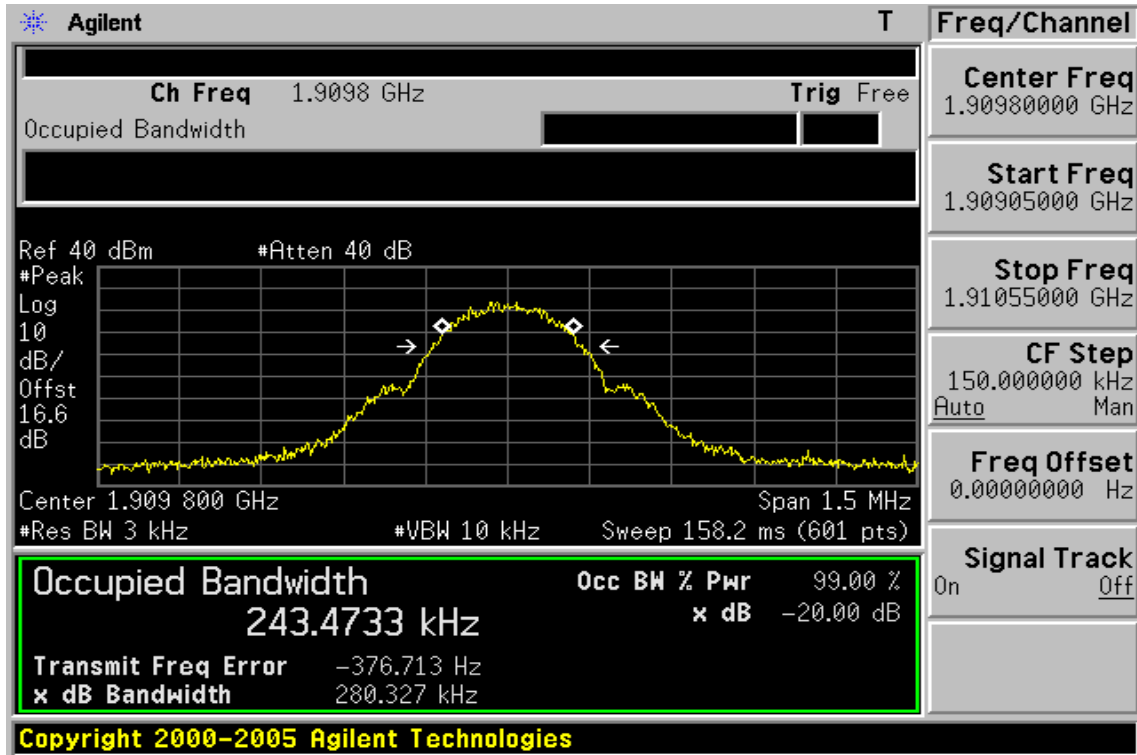 Agilent T Freq/Channel
Ch Freq 1.9098 GHz Trig Free
Occupied Bandwidth
Center Freq
1.90980000 GHz
Start Freq
1.90905000 GHz
Stop Freq
1.91055000 GHz
CF Step
150.000000 kHz
Auto Man
Freq Offset
0.00000000 Hz
Signal Track
On Off
Ref 40 dBm #Atten 40 dB
#Peak
Log
10
dB/
Offst
16.6
dB
Center 1.909 800 GHz Span 1.5 MHz
#Res BW 3 kHz #VBW 10 kHz Sweep 158.2 ms (601 pts)
Occupied Bandwidth Occ BW % Pwr 99.00 %
243.4733 kHz x dB -20.00 dB
Transmit Freq Error -376.713 Hz
x dB Bandwidth 280.327 kHz
Copyright 2000-2005 Agilent Technologies